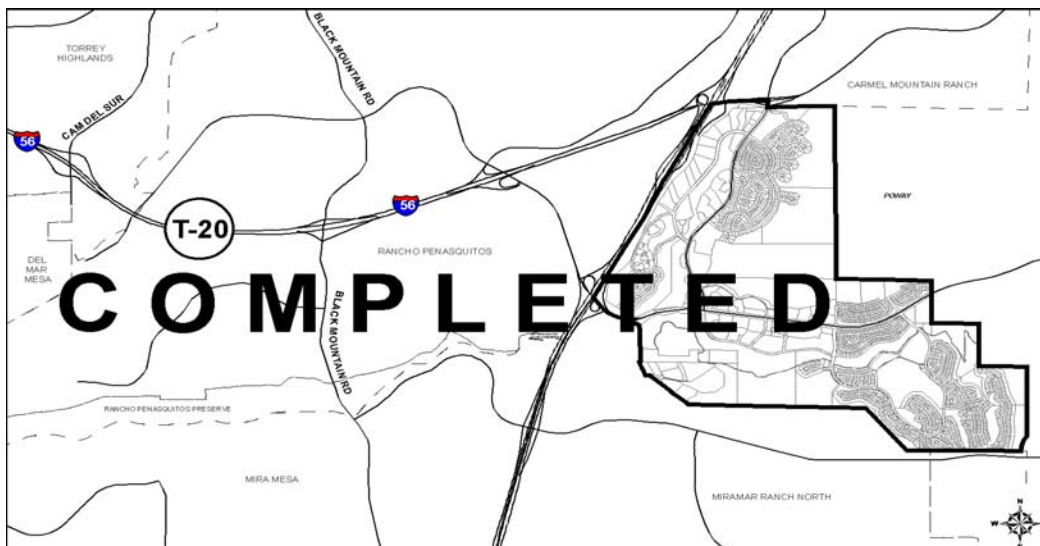 TORREY
HIGHLANDS
BLACK MOUNTAIN RD
CARMEL MOUNTAIN RANCH
CAM DEL SUR
56
56
POWAY
T-20
RANCHO PENASQUITOS
DEL
MAR
MESA
COMPLETED
BLACK MOUNTAIN RD
RANCHO PENASQUITOS PRESERVE
MIRA MESA
MIRAMAR RANCH NORTH
N
W
E
S